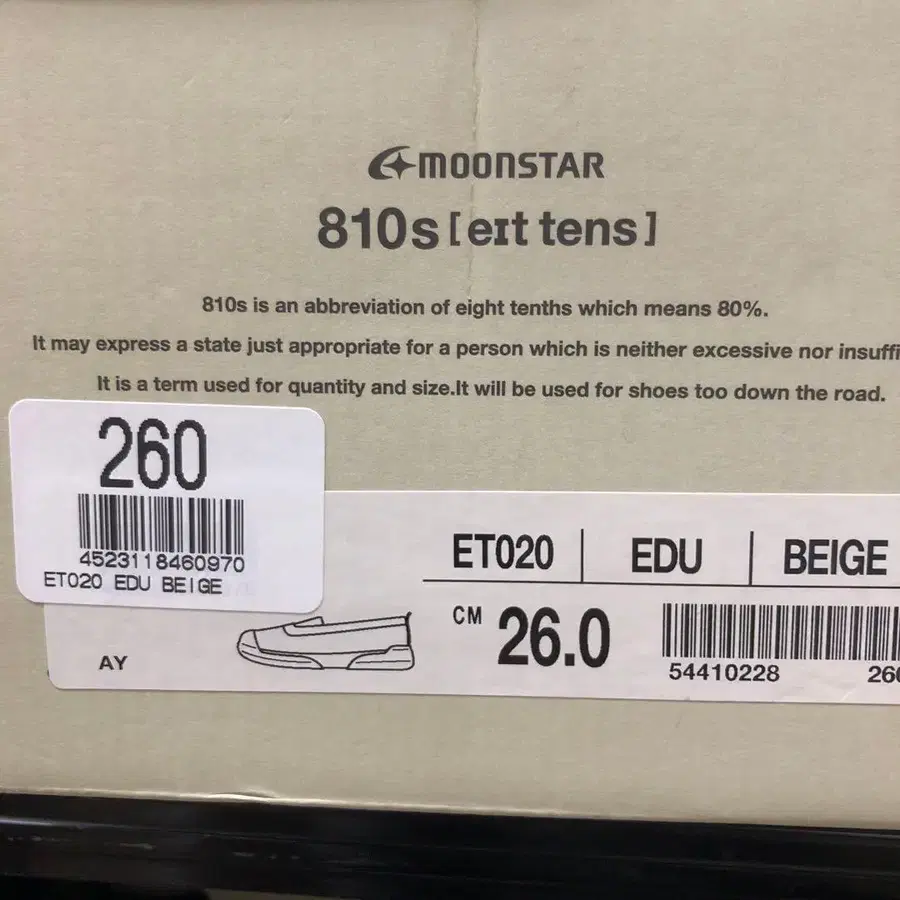 MOONSTAR
810s [eɪt tens]
810s is an abbreviation of eight tenths which means 80%.
It may express a state just appropriate for a person which is neither excessive nor
It is a term used for quantity and size.It will be used for shoes too down the road.
260
4523118460970
ET020 EDU BEIGE
ET020 EDU BEIGE
CM 26.0
AY
54410228